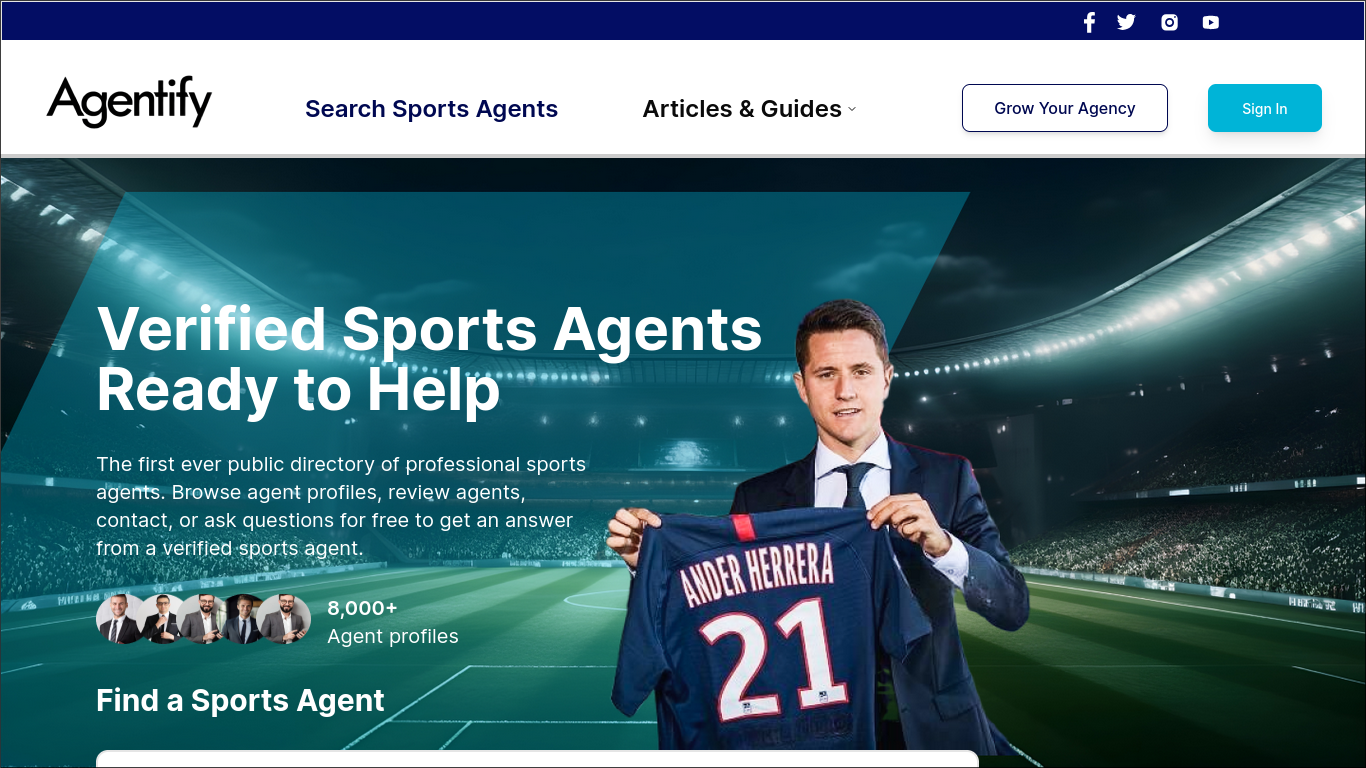 Agentify
Search Sports Agents
Articles & Guides
Grow Your Agency
Sign In
Verified Sports Agents
Ready to Help
The first ever public directory of professional sports
agents. Browse agent profiles, review agents,
contact, or ask questions for free to get an answer
from a verified sports agent.
8,000+
Agent profiles
ANDER HERRERA
21
Find a Sports Agent